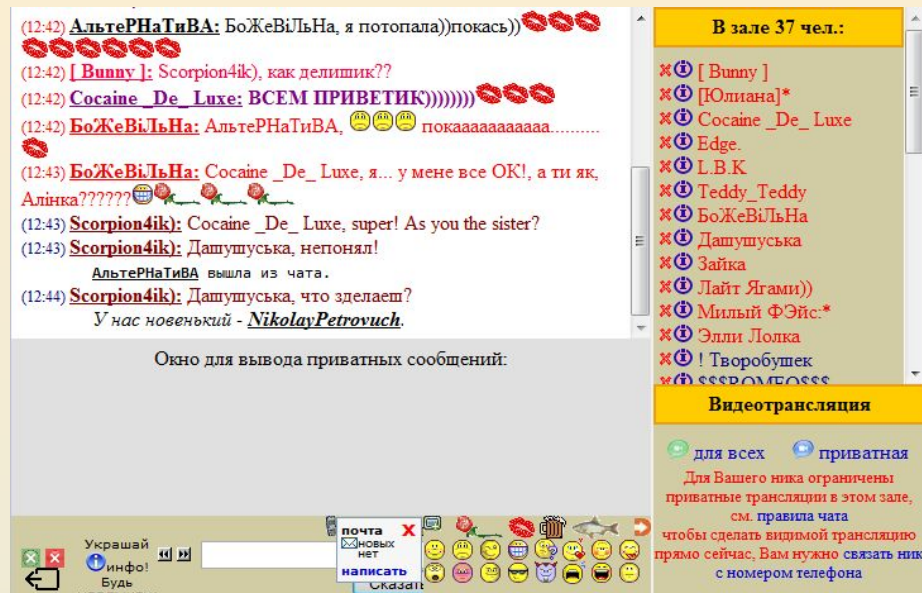 (12:42) АльтеРНаТиВА: БоЖеВіЛьНа, я потопала))покась))
(12:42) [ Bunny ]: Scorpion4ik), как делишик??
(12:42) Cocaine _De_ Luxe: ВСЕМ ПРИВЕТИК))))))))
(12:42) БоЖеВіЛьНа: АльтеРНаТиВА, покаааааааааааа..........
(12:43) БоЖеВіЛьНа: Cocaine _De_ Luxe, я... у мене все ОК!, а ти як,
Алінка??????
(12:43) Scorpion4ik): Cocaine _De_ Luxe, super! As you the sister?
(12:43) Scorpion4ik): Дашушуська, непонял!
АльтеРНаТиВА вышла из чата.
(12:44) Scorpion4ik): Дашушуська, что зделаеш?
У нас новенький - NikolayPetrovuch.
Окно для вывода приватных сообщений:
Украшай
инфо!
Будь
почта X
новых
нет
написать
Сказать
В зале 37 чел.:
[ Bunny ]
[Юлиана]*
Cocaine _De_ Luxe
Edge.
L.B.K
Teddy_Teddy
БоЖеВіЛьНа
Дашушуська
Зайка
Лайт Ягами))
Милый ФЭйс:*
Элли Лолка
! Творобушек
$$$ROMEO$$$
Видеотрансляция
для всех приватная
Для Вашего ника ограничены
приватные трансляции в этом зале,
см. правила чата
чтобы сделать видимой трансляцию
прямо сейчас, Вам нужно связать ник
с номером телефона